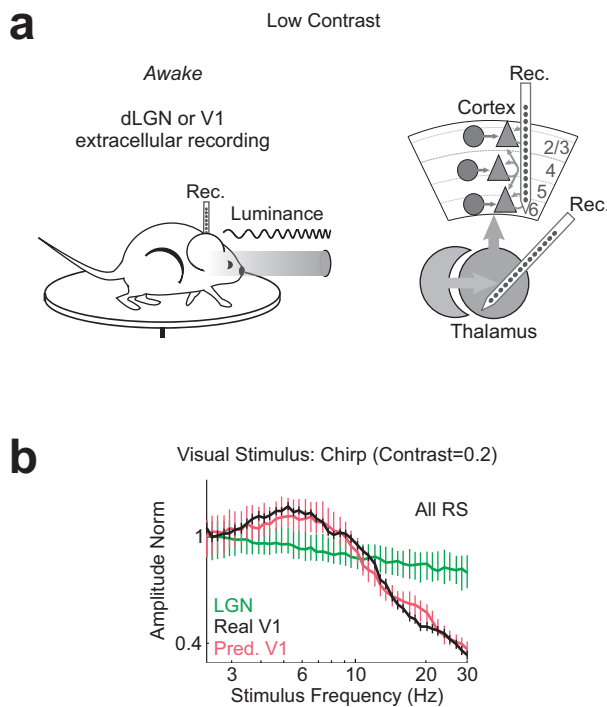 a
Low Contrast
Awake
dLGN or V1
extracellular recording
Rec.
Luminance
Rec.
Cortex
2/3
4
5
6
Rec.
Thalamus
b
Visual Stimulus: Chirp (Contrast=0.2)
All RS
Amplitude Norm
1
0.4
LGN
Real V1
Pred. V1
3
6
10
20
30
Stimulus Frequency (Hz)